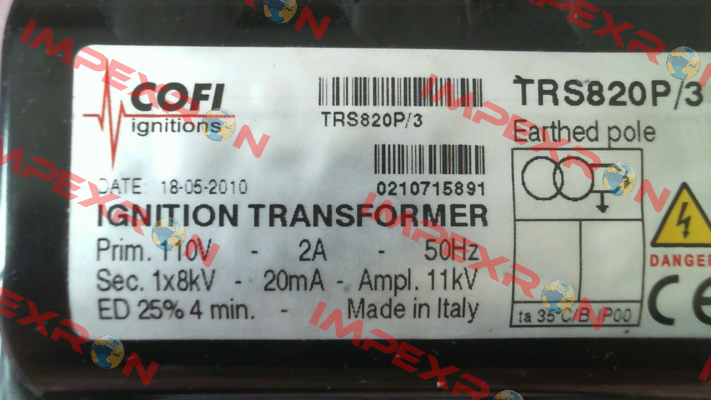 COFI
ignitions
TRS820P/3
TRS820P/3
Earthed pole
DATE: 18-05-2010
0210715891
IGNITION TRANSFORMER
Prim. 110V - 2A - 50Hz
Sec. 1x8kV - 20mA - Ampl. 11kV
ED 25% 4 min. - Made in Italy
DANGER
CE
ta 35°C/B IP00
IMPEXRON
IMPEXRON
IMPEXRON
IMPEXRON
IMPEXRON
IMPEXRON